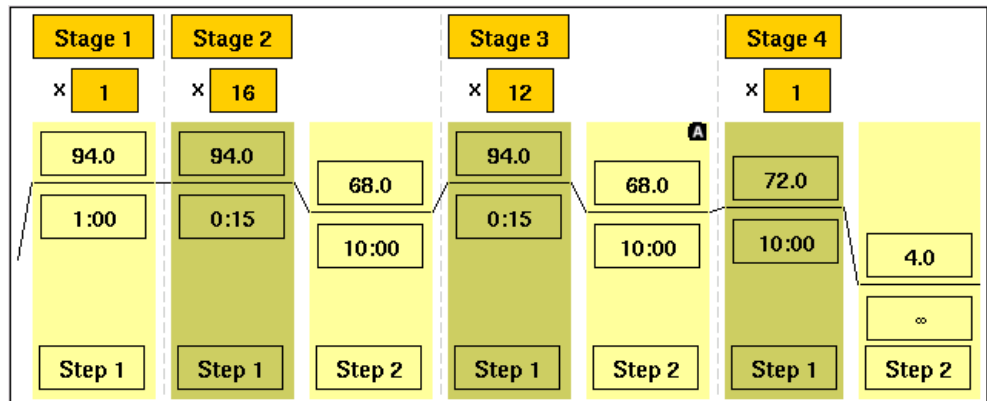 Stage 1 Stage 2 Stage 3 Stage 4
x 1 x 16 x 12 x 1
A
94.0 94.0 68.0 94.0 68.0 72.0 4.0
1:00 0:15 10:00 0:15 10:00 10:00 ∞
Step 1 Step 1 Step 2 Step 1 Step 2 Step 1 Step 2